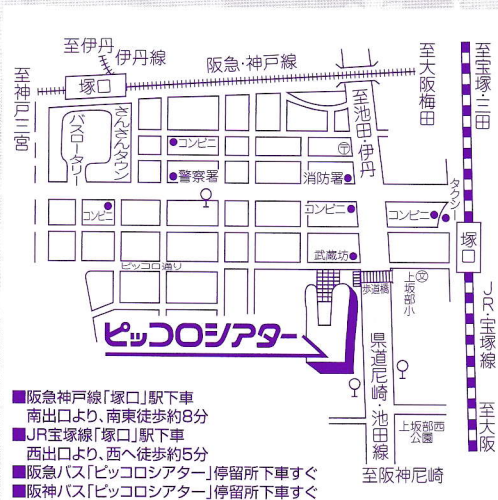 至伊丹
伊丹線
阪急・神戸線
至神戸三宮
塚口
至大阪梅田
至宝塚・三田
バスロータリー
さんさんタウン
至池田・伊丹
コンビニ
〒
警察署
消防署
タクシー
コンビニ
コンビニ
コンビニ
塚口
武蔵坊
ピッコロ通り
歩道橋
上坂部小
文
JR・宝塚線
ピッコロシアター
県道尼崎・池田線
上坂部西公園
至大阪
至阪神尼崎
■阪急神戸線「塚口」駅下車
南出口より、南東徒歩約8分
■JR宝塚線「塚口」駅下車
西出口より、西へ徒歩約5分
■阪急バス「ピッコロシアター」停留所下車すぐ
■阪神バス「ピッコロシアター」停留所下車すぐ